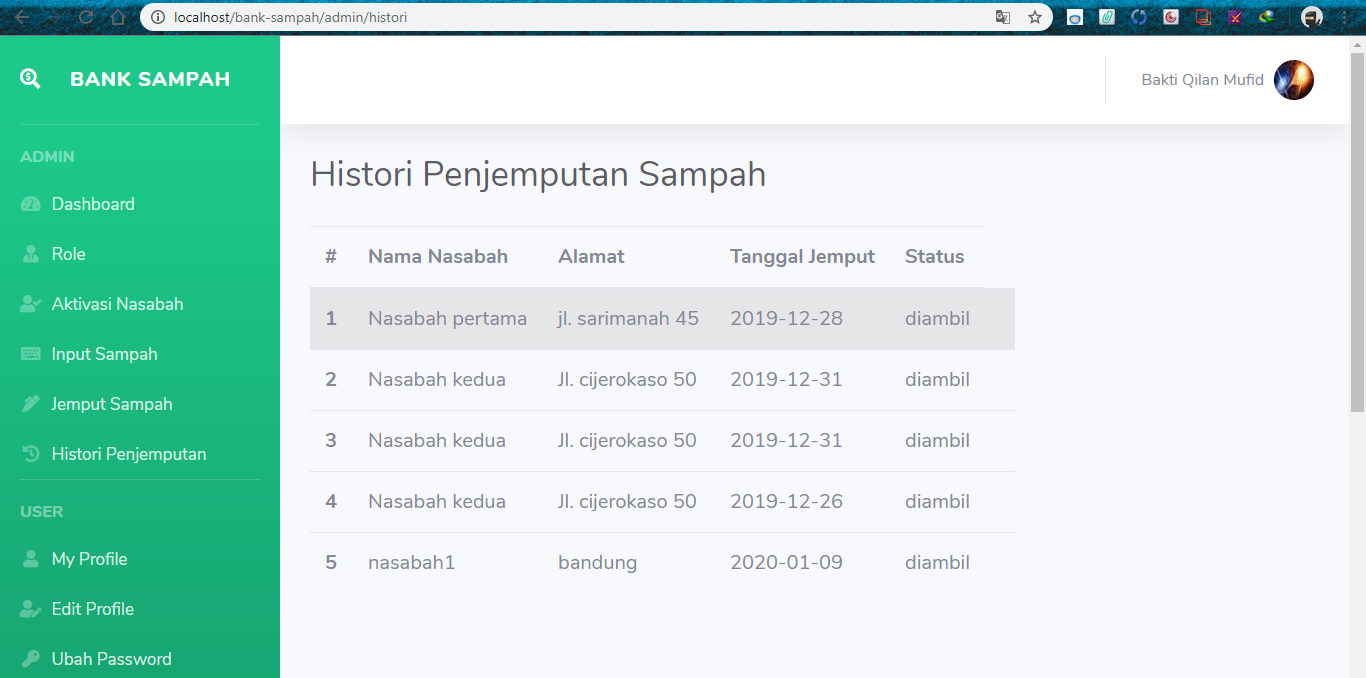 localhost/bank-sampah/admin/histori
BANK SAMPAH
Bakti Qilan Mufid
ADMIN
Dashboard
Role
Aktivasi Nasabah
Input Sampah
Jemput Sampah
Histori Penjemputan
USER
My Profile
Edit Profile
Ubah Password
Histori Penjemputan Sampah
# Nama Nasabah Alamat Tanggal Jemput Status
1 Nasabah pertama jl. sarimanah 45 2019-12-28 diambil
2 Nasabah kedua Jl. cijerokaso 50 2019-12-31 diambil
3 Nasabah kedua Jl. cijerokaso 50 2019-12-31 diambil
4 Nasabah kedua Jl. cijerokaso 50 2019-12-26 diambil
5 nasabah1 bandung 2020-01-09 diambil